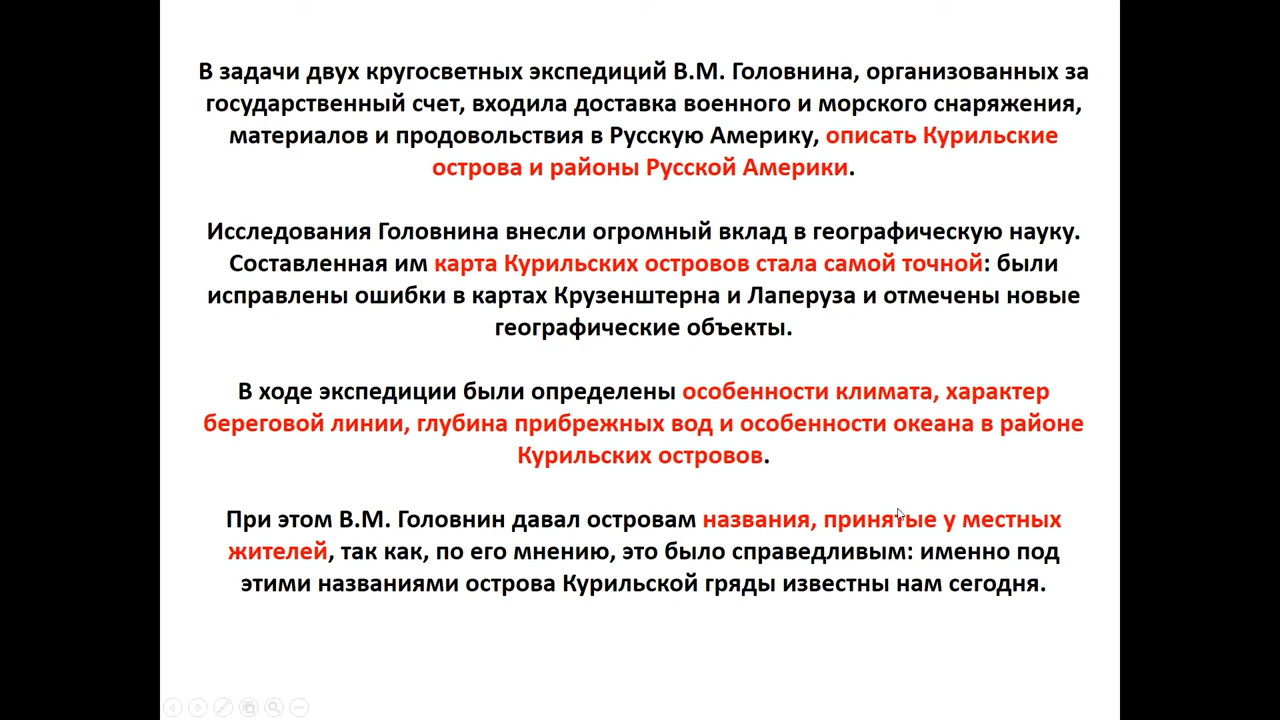 В задачи двух кругосветных экспедиций В.М. Головнина, организованных за
государственный счет, входила доставка военного и морского снаряжения,
материалов и продовольствия в Русскую Америку, описать Курильские
острова и районы Русской Америки.
Исследования Головнина внесли огромный вклад в географическую науку.
Составленная им карта Курильских островов стала самой точной: были
исправлены ошибки в картах Крузенштерна и Лаперуза и отмечены новые
географические объекты.
В ходе экспедиции были определены особенности климата, характер
береговой линии, глубина прибрежных вод и особенности океана в районе
Курильских островов.
При этом В.М. Головнин давал островам названия, принятые у местных
жителей, так как, по его мнению, это было справедливым: именно под
этими названиями острова Курильской гряды известны нам сегодня.